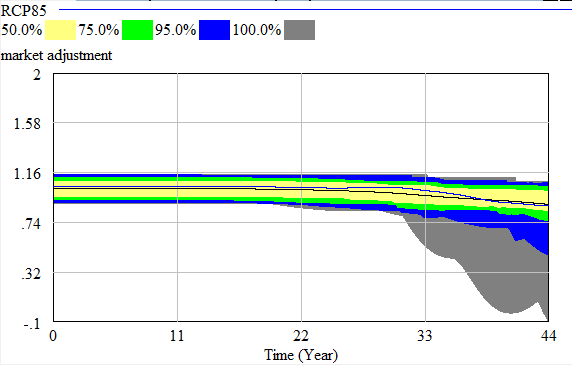 RCP85
50.0% 75.0% 95.0% 100.0%
market adjustment
2
1.58
1.16
.74
.32
-.1
0 11 22 33 44
Time (Year)